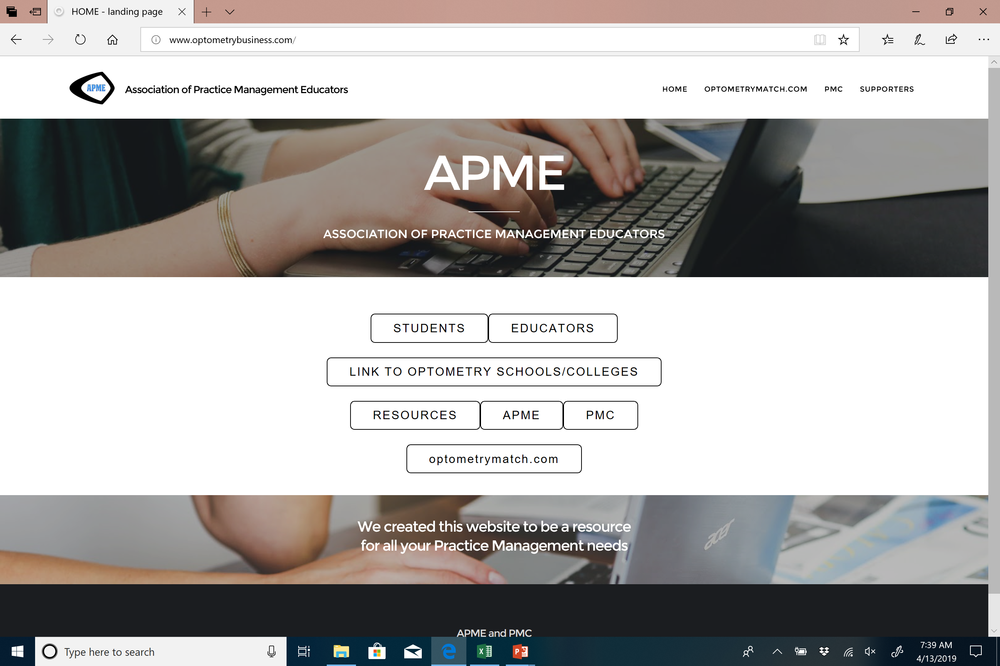 HOME - landing page
www.optometrybusiness.com/
APME
Association of Practice Management Educators
HOME OPTOMETRYMATCH.COM PMC SUPPORTERS
APME
ASSOCIATION OF PRACTICE MANAGEMENT EDUCATORS
STUDENTS EDUCATORS
LINK TO OPTOMETRY SCHOOLS/COLLEGES
RESOURCES APME PMC
optometrymatch.com
We created this website to be a resource
for all your Practice Management needs
acer
APME and PMC
Type here to search
7:39 AM
4/13/2019